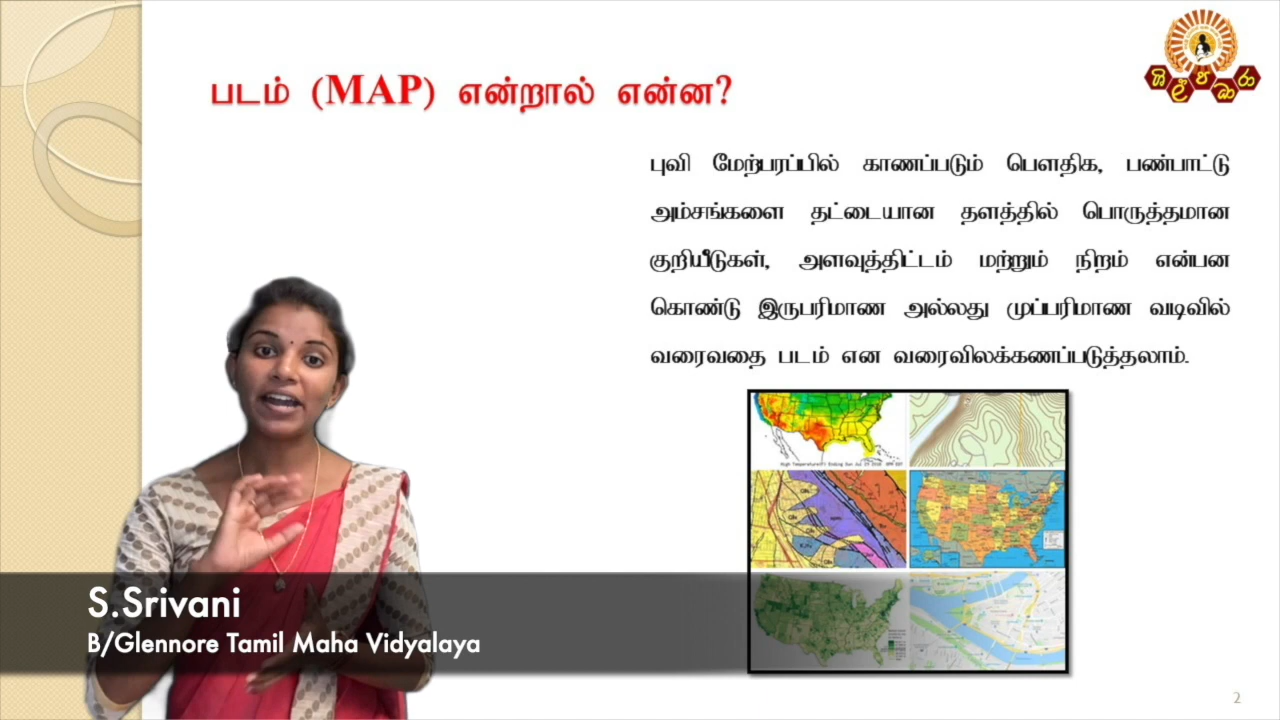 படம் (MAP) என்றால் என்ன?
புவி மேற்பரப்பில் காணப்படும் பௌதிக, பண்பாட்டு
அம்சங்களை தட்டையான தளத்தில் பொருத்தமான
குறியீடுகள், அளவுத்திட்டம் மற்றும் நிறம் என்பன
கொண்டு இருபரிமாண அல்லது முப்பரிமாண வடிவில்
வரைவதை படம் என வரைவிலக்கணப்படுத்தலாம்.
S.Srivani
B/Glennore Tamil Maha Vidyalaya
2